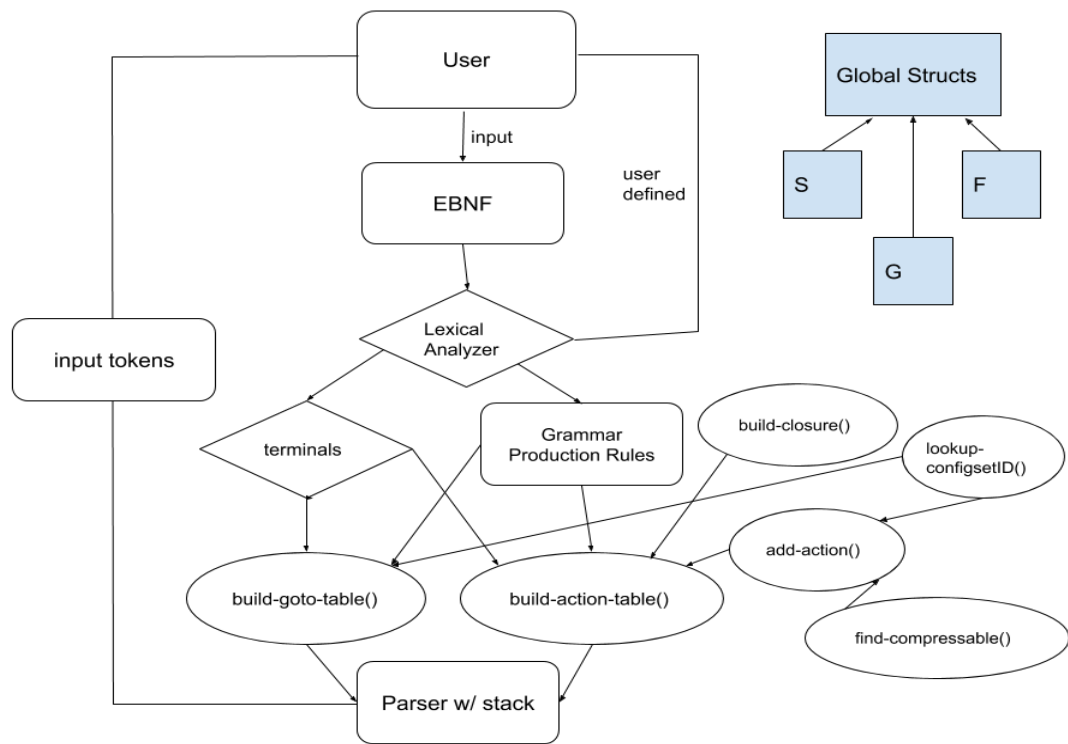 User
Global Structs
input
S
F
user
defined
EBNF
G
Lexical
Analyzer
input tokens
terminals
Grammar
Production Rules
build-closure()
lookup-
configsetID()
add-action()
build-goto-table()
build-action-table()
find-compressable()
Parser w/ stack